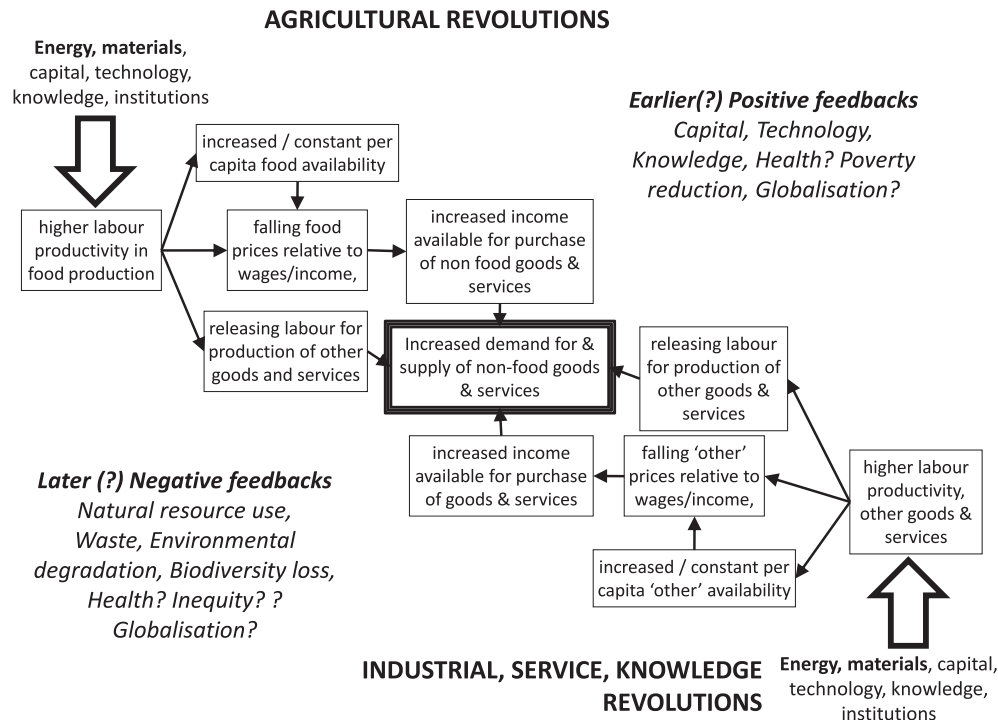 AGRICULTURAL REVOLUTIONS
Energy, materials,
capital, technology,
knowledge, institutions
Earlier(?) Positive feedbacks
Capital, Technology,
Knowledge, Health? Poverty
reduction, Globalisation?
increased / constant per
capita food availability
higher labour
productivity in
food production
falling food
prices relative to
wages/income,
increased income
available for purchase
of non food goods &
services
releasing labour for
production of other
goods and services
Increased demand for &
supply of non-food goods
& services
releasing labour
for production of
other goods &
services
increased income
available for purchase
of goods & services
falling ‘other’
prices relative to
wages/income,
higher labour
productivity,
other goods &
services
increased / constant per
capita ‘other’ availability
Later (?) Negative feedbacks
Natural resource use,
Waste, Environmental
degradation, Biodiversity loss,
Health? Inequity? ?
Globalisation?
INDUSTRIAL, SERVICE, KNOWLEDGE
REVOLUTIONS
Energy, materials, capital,
technology, knowledge,
institutions